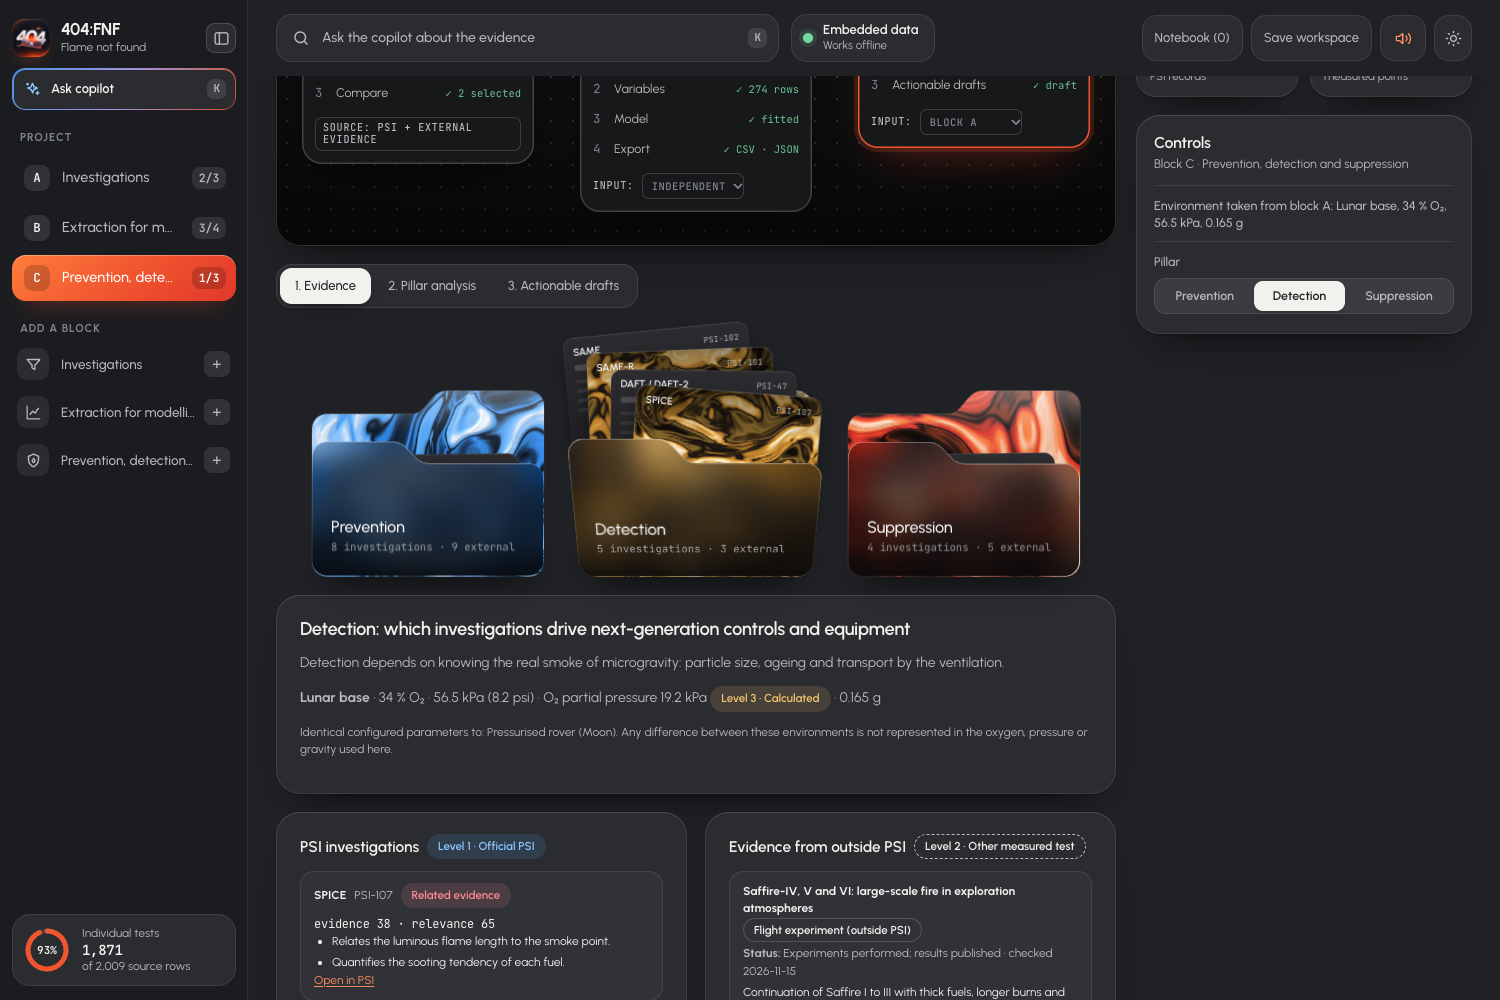 404:FNF
Flame not found
Ask copilot K
PROJECT
A Investigations 2/3
B Extraction for m... 3/4
C Prevention, dete... 1/3
ADD A BLOCK
Investigations +
Extraction for modelli... +
Prevention, detection... +
93%
Individual tests
1,871
of 2,009 source rows
Ask the copilot about the evidence K
Embedded data
Works offline
Notebook (0)
Save workspace
3 Compare ✓ 2 selected
SOURCE: PSI + EXTERNAL
EVIDENCE
2 Variables ✓ 274 rows
3 Model ✓ fitted
4 Export ✓ CSV · JSON
INPUT: INDEPENDENT
3 Actionable drafts ✓ draft
INPUT: BLOCK A
1. Evidence
2. Pillar analysis
3. Actionable drafts
SAME PSI-102
SAME-R PSI-101
DAFT / DAFT-2 PSI-47
SPICE PSI-107
Prevention
8 investigations · 9 external
Detection
5 investigations · 3 external
Suppression
4 investigations · 5 external
Detection: which investigations drive next-generation controls and equipment
Detection depends on knowing the real smoke of microgravity: particle size, ageing and transport by the ventilation.
Lunar base · 34 % O₂ · 56.5 kPa (8.2 psi) · O₂ partial pressure 19.2 kPa Level 3 · Calculated · 0.165 g
Identical configured parameters to: Pressurised rover (Moon). Any difference between these environments is not represented in the oxygen, pressure or
gravity used here.
PSI investigations Level 1 · Official PSI
SPICE PSI-107 Related evidence
evidence 38 · relevance 65
• Relates the luminous flame length to the smoke point.
• Quantifies the sooting tendency of each fuel.
Open in PSI
Evidence from outside PSI Level 2 · Other measured test
Saffire-IV, V and VI: large-scale fire in exploration
atmospheres
Flight experiment (outside PSI)
Status: Experiments performed; results published · checked
2026-11-15
Continuation of Saffire I to III with thick fuels, longer burns and
PSI records
measured points
Controls
Block C · Prevention, detection and suppression
Environment taken from block A: Lunar base, 34 % O₂,
56.5 kPa, 0.165 g
Pillar
Prevention
Detection
Suppression